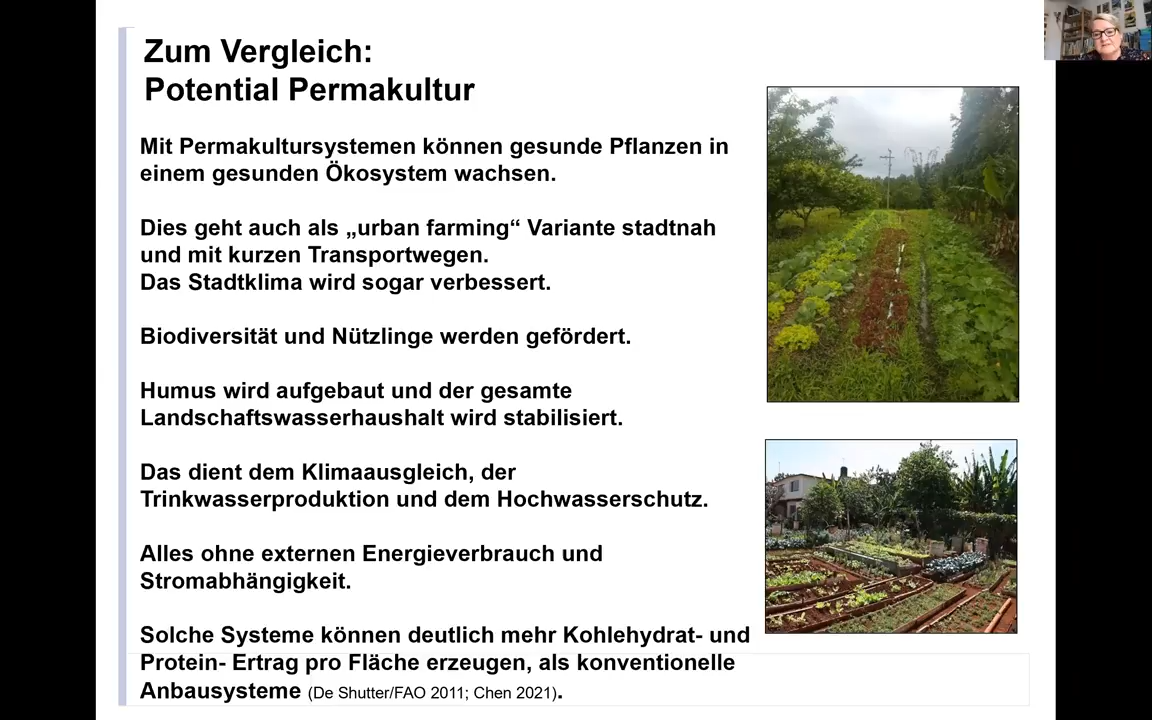 Zum Vergleich:
Potential Permakultur
Mit Permakultursystemen können gesunde Pflanzen in
einem gesunden Ökosystem wachsen.
Dies geht auch als „urban farming“ Variante stadtnah
und mit kurzen Transportwegen.
Das Stadtklima wird sogar verbessert.
Biodiversität und Nützlinge werden gefördert.
Humus wird aufgebaut und der gesamte
Landschaftswasserhaushalt wird stabilisiert.
Das dient dem Klimaausgleich, der
Trinkwasserproduktion und dem Hochwasserschutz.
Alles ohne externen Energieverbrauch und
Stromabhängigkeit.
Solche Systeme können deutlich mehr Kohlehydrat- und
Protein- Ertrag pro Fläche erzeugen, als konventionelle
Anbausysteme (De Shutter/FAO 2011; Chen 2021).